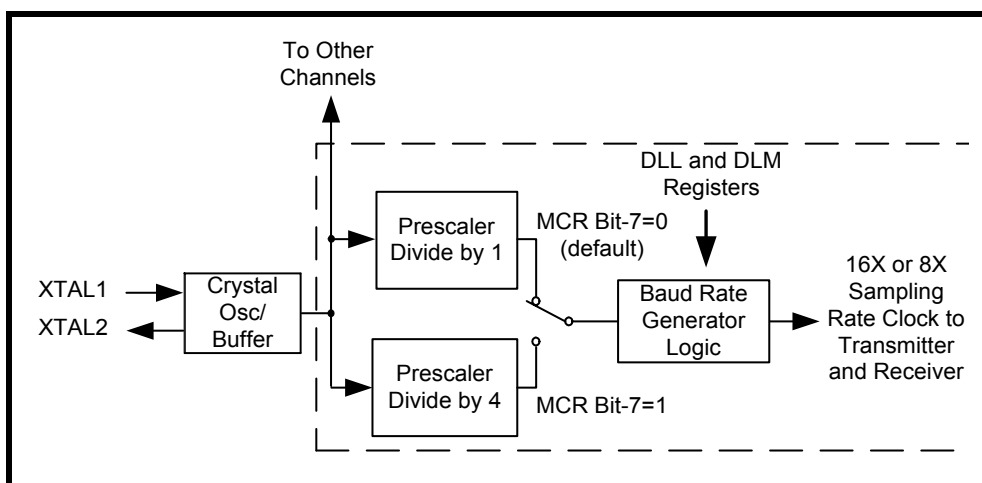 To Other
Channels
DLL and DLM
Registers
Prescaler
Divide by 1
MCR Bit-7=0
(default)
XTAL1
XTAL2
Crystal
Osc/
Buffer
Baud Rate
Generator
Logic
16X or 8X
Sampling
Rate Clock to
Transmitter
and Receiver
Prescaler
Divide by 4
MCR Bit-7=1